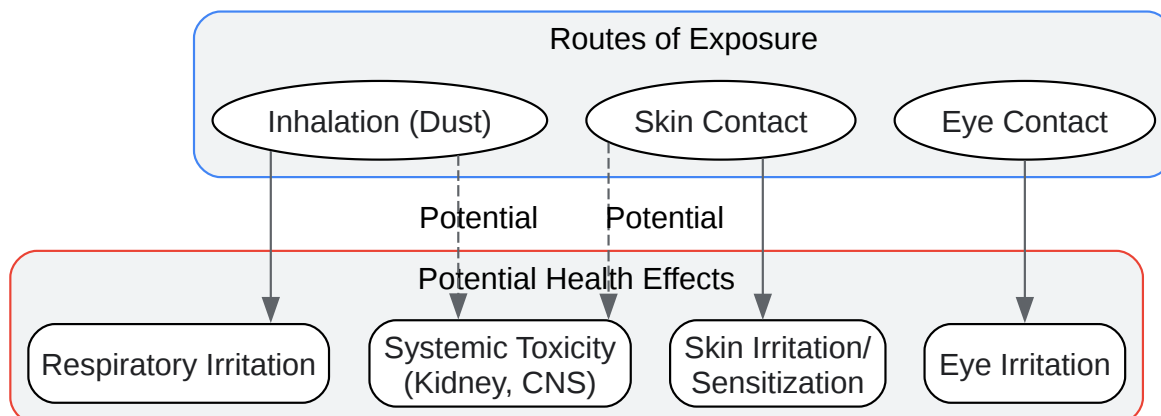 Routes of Exposure
Inhalation (Dust)
Skin Contact
Eye Contact
Potential
Potential
Potential Health Effects
Respiratory Irritation
Systemic Toxicity
(Kidney, CNS)
Skin Irritation/
Sensitization
Eye Irritation